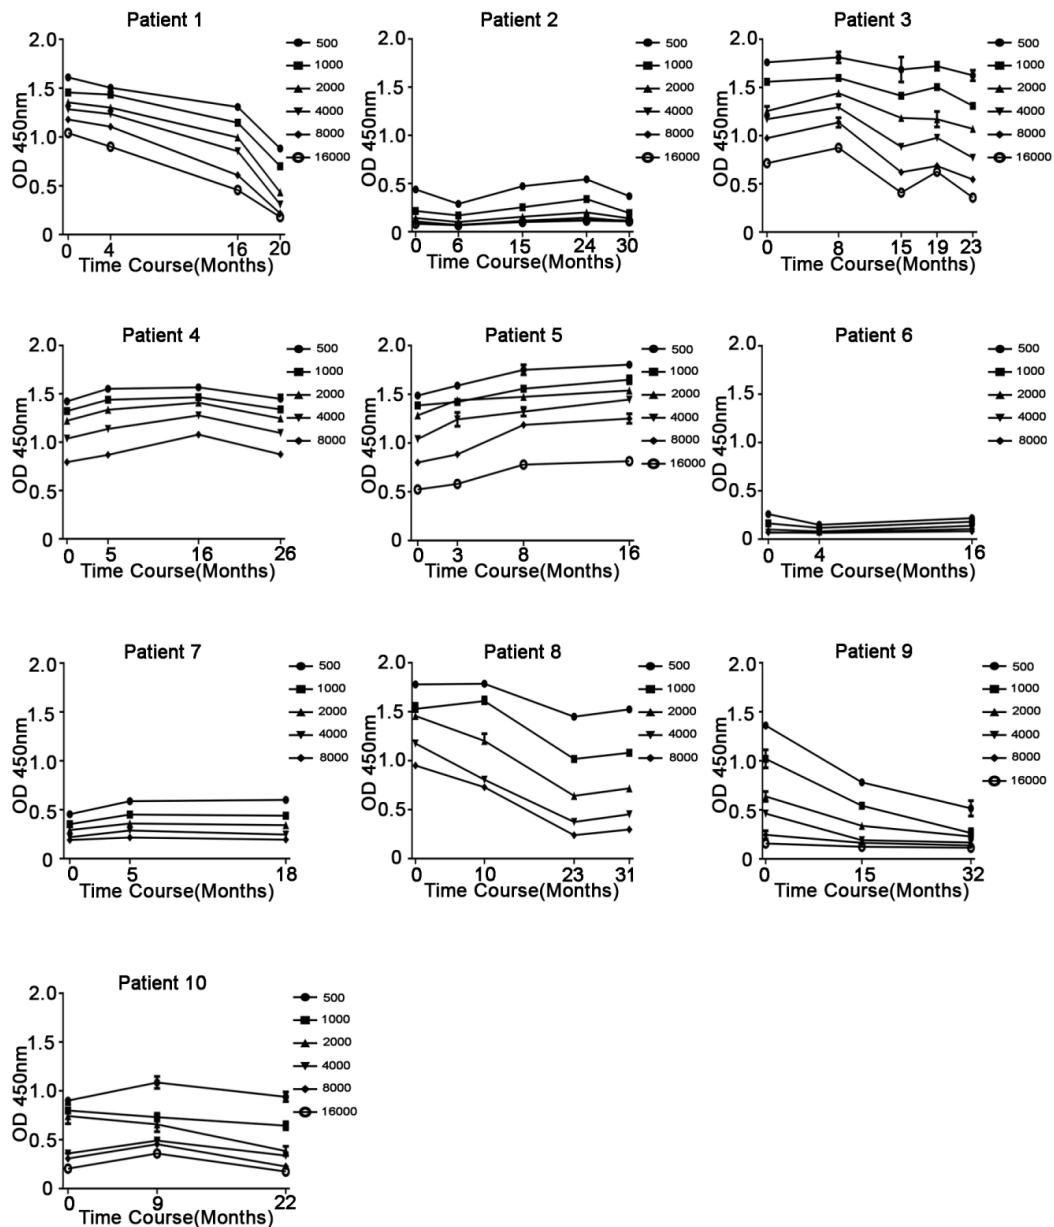 Patient 1
2.0
1.5
1.0
0.5
0
OD 450nm
0 4 16 20
Time Course(Months)
500
1000
2000
4000
8000
16000
Patient 2
2.0
1.5
1.0
0.5
0
OD 450nm
0 6 15 24 30
Time Course(Months)
500
1000
2000
4000
8000
16000
Patient 3
2.0
1.5
1.0
0.5
0
OD 450nm
0 8 15 19 23
Time Course(Months)
500
1000
2000
4000
8000
16000
Patient 4
2.0
1.5
1.0
0.5
0
OD 450nm
0 5 16 26
Time Course(Months)
500
1000
2000
4000
8000
Patient 5
2.0
1.5
1.0
0.5
0
OD 450nm
0 3 8 16
Time Course(Months)
500
1000
2000
4000
8000
16000
Patient 6
2.0
1.5
1.0
0.5
0
OD 450nm
0 4 16
Time Course(Months)
500
1000
2000
4000
8000
Patient 7
2.0
1.5
1.0
0.5
0
OD 450nm
0 5 18
Time Course(Months)
500
1000
2000
4000
8000
Patient 8
2.0
1.5
1.0
0.5
0
OD 450nm
0 10 23 31
Time Course(Months)
500
1000
2000
4000
8000
Patient 9
2.0
1.5
1.0
0.5
0
OD 450nm
0 15 32
Time Course(Months)
500
1000
2000
4000
8000
16000
Patient 10
2.0
1.5
1.0
0.5
0
OD 450nm
0 9 22
Time Course(Months)
500
1000
2000
4000
8000
16000